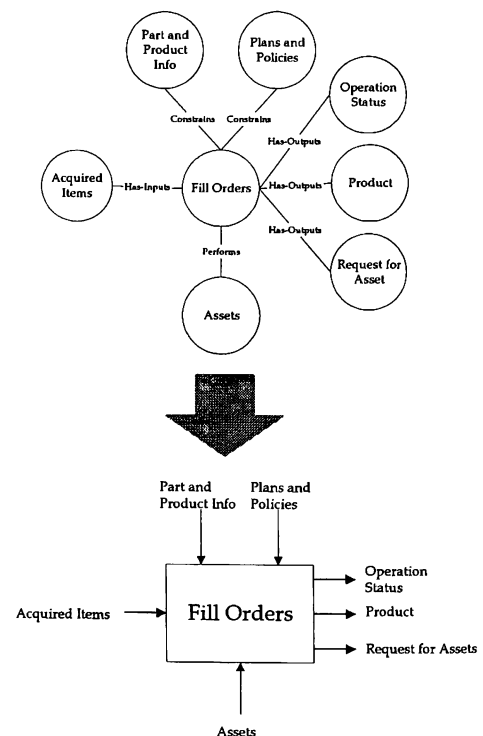 Part and
Product
Info
Plans and
Policies
Operation
Status
Constrains
Constrains
Has-Outputs
Acquired
Items
Has-Inputs
Fill Orders
Has-Outputs
Product
Has-Outputs
Performs
Request for
Asset
Assets
Part and
Product Info
Plans and
Policies
Operation
Status
Acquired Items
Fill Orders
Product
Request for Assets
Assets